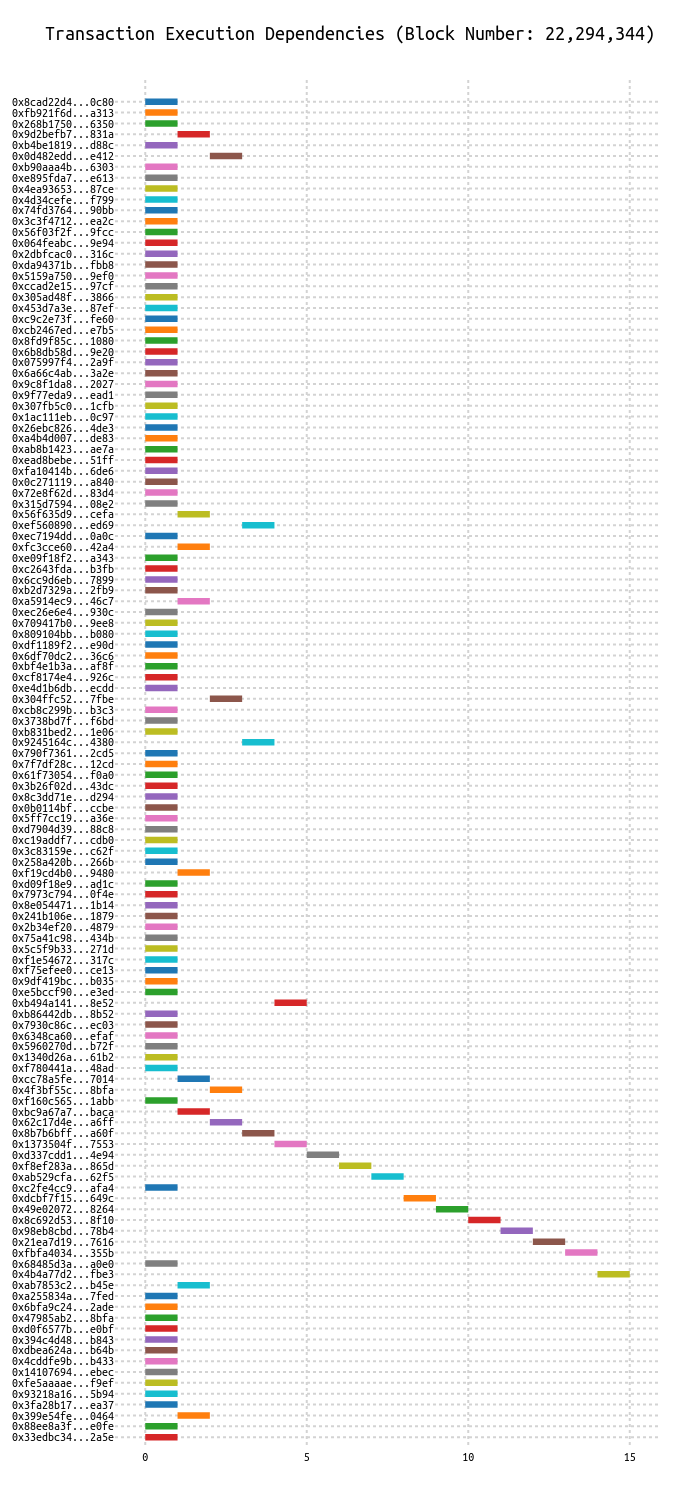 Transaction Execution Dependencies (Block Number: 22,294,344)
0x8cad22d4...0c80
0xfb921f6d...a313
0x268b1750...6350
0x9d2befb7...831a
0xb4be1819...d88c
0x0d482edd...e412
0xb90aaa4b...6303
0xe895fda7...e613
0x4ea93653...87ce
0x4d34cefe...f799
0x74fd3764...90bb
0x3c3f4712...ea2c
0x56f03f2f...9fcc
0x064feabc...9e94
0x2dbfcac0...316c
0xda94371b...fbb8
0x5159a750...9ef0
0xccad2e15...97cf
0x305ad48f...3866
0x453d7a3e...87ef
0xc9c2e73f...fe60
0xcb2467ed...e7b5
0x8fd9f85c...1080
0x6b8db58d...9e20
0x075997f4...2a9f
0x6a66c4ab...3a2e
0x9c8f1da8...2027
0x9f77eda9...ead1
0x307fb5c0...1cfb
0x1ac111eb...0c97
0x26ebc826...4de3
0xa4b4d007...de83
0xab8b1423...ae7a
0xead8bebe...51ff
0xfa10414b...6de6
0x0c271119...a840
0x72e8f62d...83d4
0x315d7594...08e2
0x56f635d9...cefa
0xef560890...ed69
0xec7194dd...0a0c
0xfc3cce60...42a4
0xe09f18f2...a343
0xc2643fda...b3fb
0x6cc9d6eb...7899
0xb2d7329a...2fb9
0xa5914ec9...46c7
0xec26e6e4...930c
0x709417b0...9ee8
0x809104bb...b080
0xdf1189f2...e90d
0x6df70dc2...36c6
0xbf4e1b3a...af8f
0xcf8174e4...926c
0xe4d1b6db...ecdd
0x304ffc52...7fbe
0xcb8c299b...b3c3
0x3738bd7f...f6bd
0xb831bed2...1e06
0x9245164c...4380
0x790f7361...2cd5
0x7f7df28c...12cd
0x61f73054...f0a0
0x3b26f02d...43dc
0x8c3dd71e...d294
0x0b0114bf...ccbe
0x5ff7cc19...a36e
0xd7904d39...88c8
0xc19addf7...cdb0
0x3c83159e...c62f
0x258a420b...266b
0xf19cd4b0...9480
0xd09f18e9...ad1c
0x7973c794...0f4e
0x8e054471...1b14
0x241b106e...1879
0x2b34ef20...4879
0x75a41c98...434b
0x5c5f9b33...271d
0xf1e54672...317c
0xf75efee0...ce13
0x9df419bc...b035
0xe5bccf90...e3ed
0xb494a141...8e52
0xb86442db...8b52
0x7930c86c...ec03
0x6348ca60...efaf
0x5960270d...b72f
0x1340d26a...61b2
0xf780441a...48ad
0xcc78a5fe...7014
0x4f3bf55c...8bfa
0xf160c565...1abb
0xbc9a67a7...baca
0x62c17d4e...a6ff
0x8b7b6bff...a60f
0x1373504f...7553
0xd337cdd1...4e94
0xf8ef283a...865d
0xab529cfa...62f5
0xc2fe4cc9...afa4
0xdcbf7f15...649c
0x49e02072...8264
0x8c692d53...8f10
0x98eb8cbd...78b4
0x21ea7d19...7616
0xfbfa4034...355b
0x68485d3a...a0e0
0x4b4a77d2...fbe3
0xab7853c2...b45e
0xa255834a...7fed
0x6bfa9c24...2ade
0x47985ab2...8bfa
0xd0f6577b...e0bf
0x394c4d48...b843
0xdbea624a...b64b
0x4cddfe9b...b433
0x14107694...ebec
0xfe5aaaae...f9ef
0x93218a16...5b94
0x3fa28b17...ea37
0x399e54fe...0464
0x88ee8a3f...e0fe
0x33edbc34...2a5e
0 5 10 15